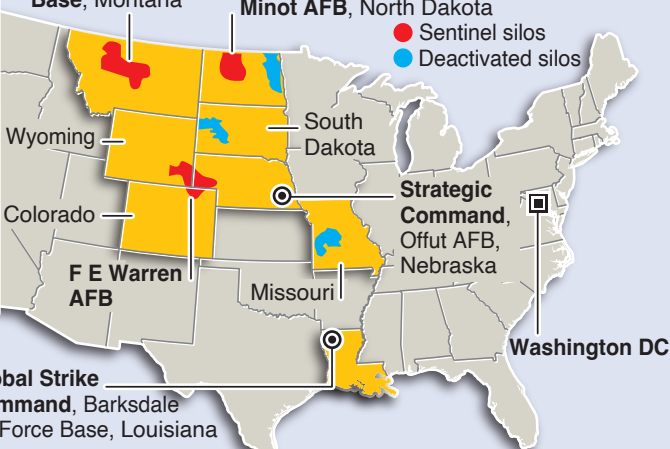 Base, Montana
Minot AFB, North Dakota
Sentinel silos
Deactivated silos
Wyoming
South
Dakota
Colorado
Strategic
Command,
Offut AFB,
Nebraska
F E Warren
AFB
Missouri
Washington DC
bal Strike
mmand, Barksdale
Force Base, Louisiana